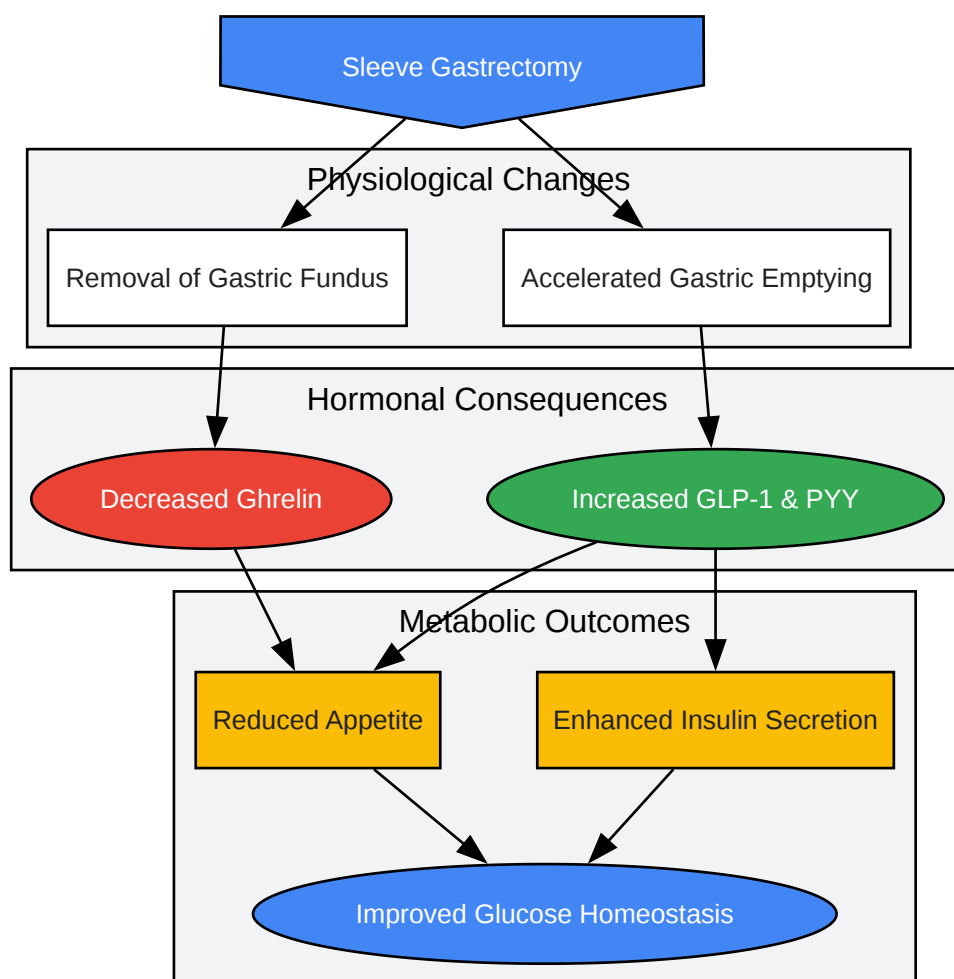 Sleeve Gastrectomy
Physiological Changes
Removal of Gastric Fundus
Accelerated Gastric Emptying
Hormonal Consequences
Decreased Ghrelin
Increased GLP-1 & PYY
Metabolic Outcomes
Reduced Appetite
Enhanced Insulin Secretion
Improved Glucose Homeostasis